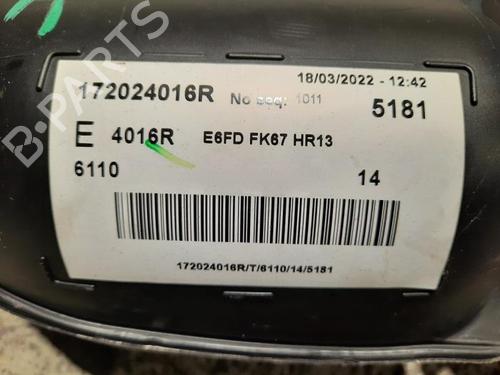 18/03/2022 - 12:42
172024016R No seq: 1011
5181
E 4016R E6FD FK67 HR13
6110 14
172024016R/T/6110/14/5181
B-Parts